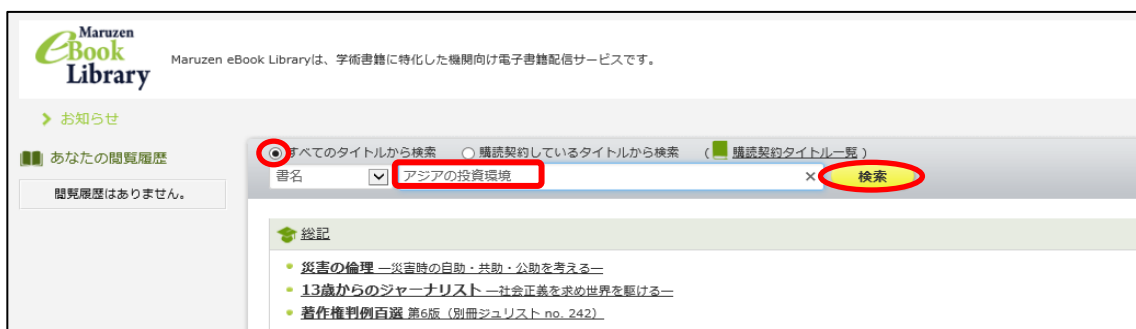 Maruzen
eBook
Library
Maruzen eBook Libraryは、学術書籍に特化した機関向け電子書籍配信サービスです。
お知らせ
あなたの閲覧履歴
閲覧履歴はありません。
すべてのタイトルから検索 購読契約しているタイトルから検索 ( 購読契約タイトル一覧 )
書名 アジアの投資環境 × 検索
総記
災害の倫理 ―災害時の自助・共助・公助を考える―
13歳からのジャーナリスト ―社会正義を求め世界を駆ける―
著作権判例百選 第6版（別冊ジュリスト no. 242）